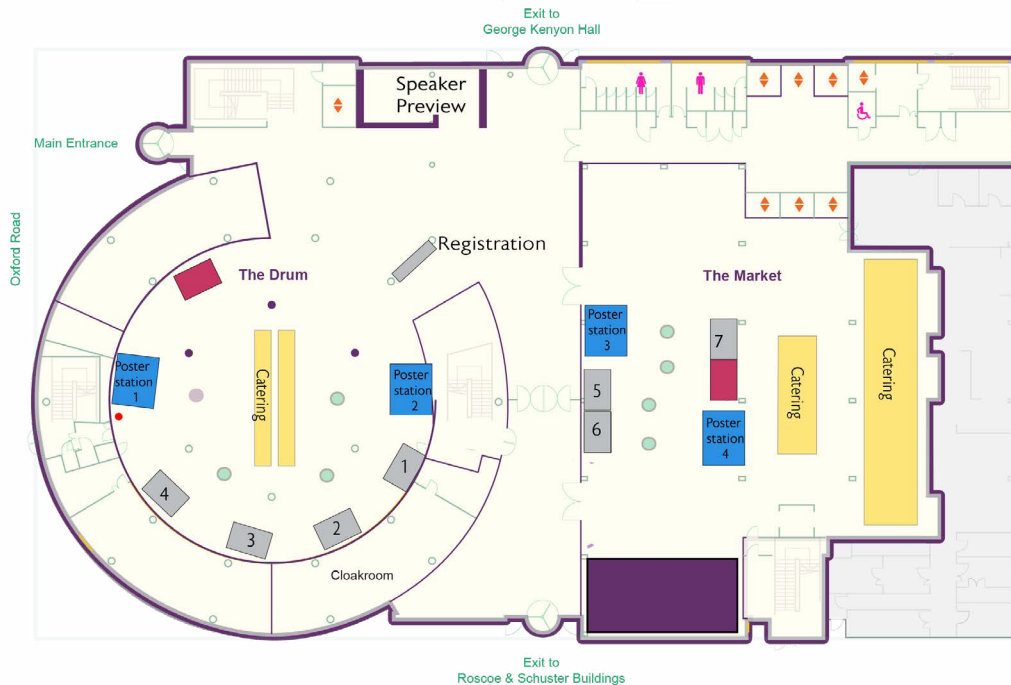 Exit to
George Kenyon Hall
Speaker
Preview
Main Entrance
Oxford Road
Registration
The Drum
The Market
Poster
station
1
Catering
Poster
station
2
Poster
station
3
7
5
6
Poster
station
4
Catering
Catering
1
4
2
3
Cloakroom
Exit to
Roscoe & Schuster Buildings